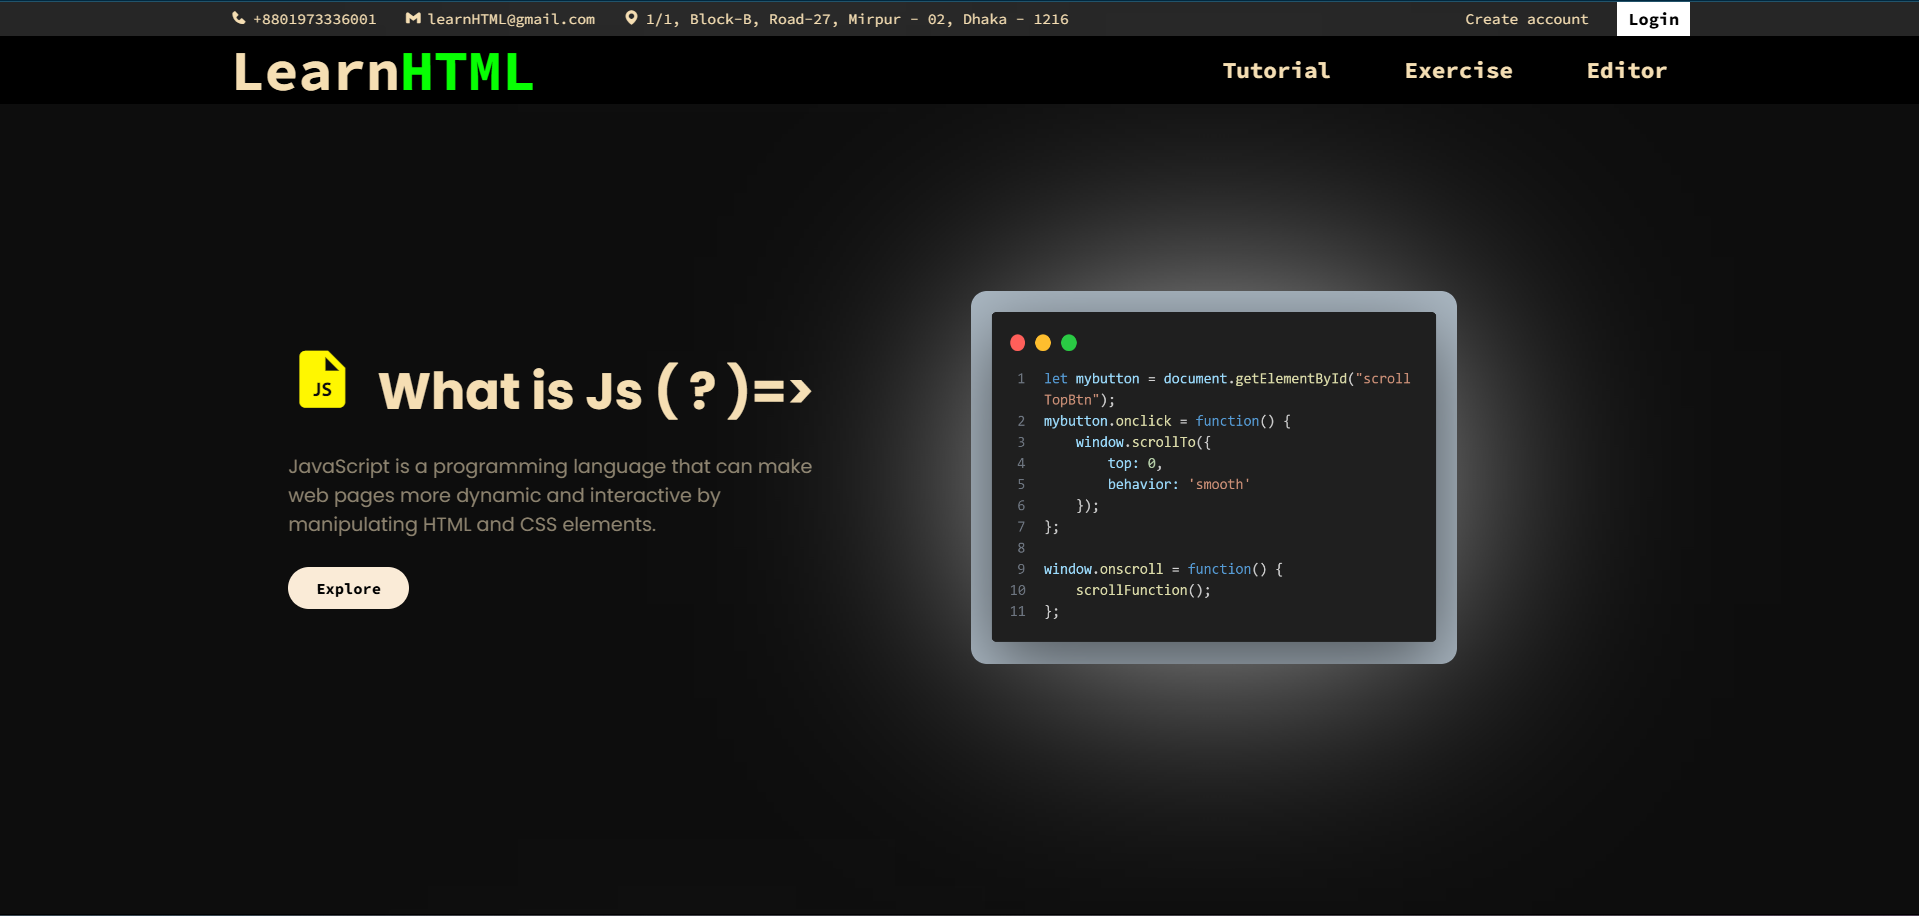 +8801973336001 learnHTML@gmail.com 1/1, Block-B, Road-27, Mirpur - 02, Dhaka - 1216 Create account Login
LearnHTML Tutorial Exercise Editor
JS What is Js ( ? )=>
JavaScript is a programming language that can make
web pages more dynamic and interactive by
manipulating HTML and CSS elements.
Explore
1 let mybutton = document.getElementById("scroll
TopBtn");
2 mybutton.onclick = function() {
3     window.scrollTo({
4         top: 0,
5         behavior: 'smooth'
6     });
7 };
8
9 window.onscroll = function() {
10     scrollFunction();
11 };